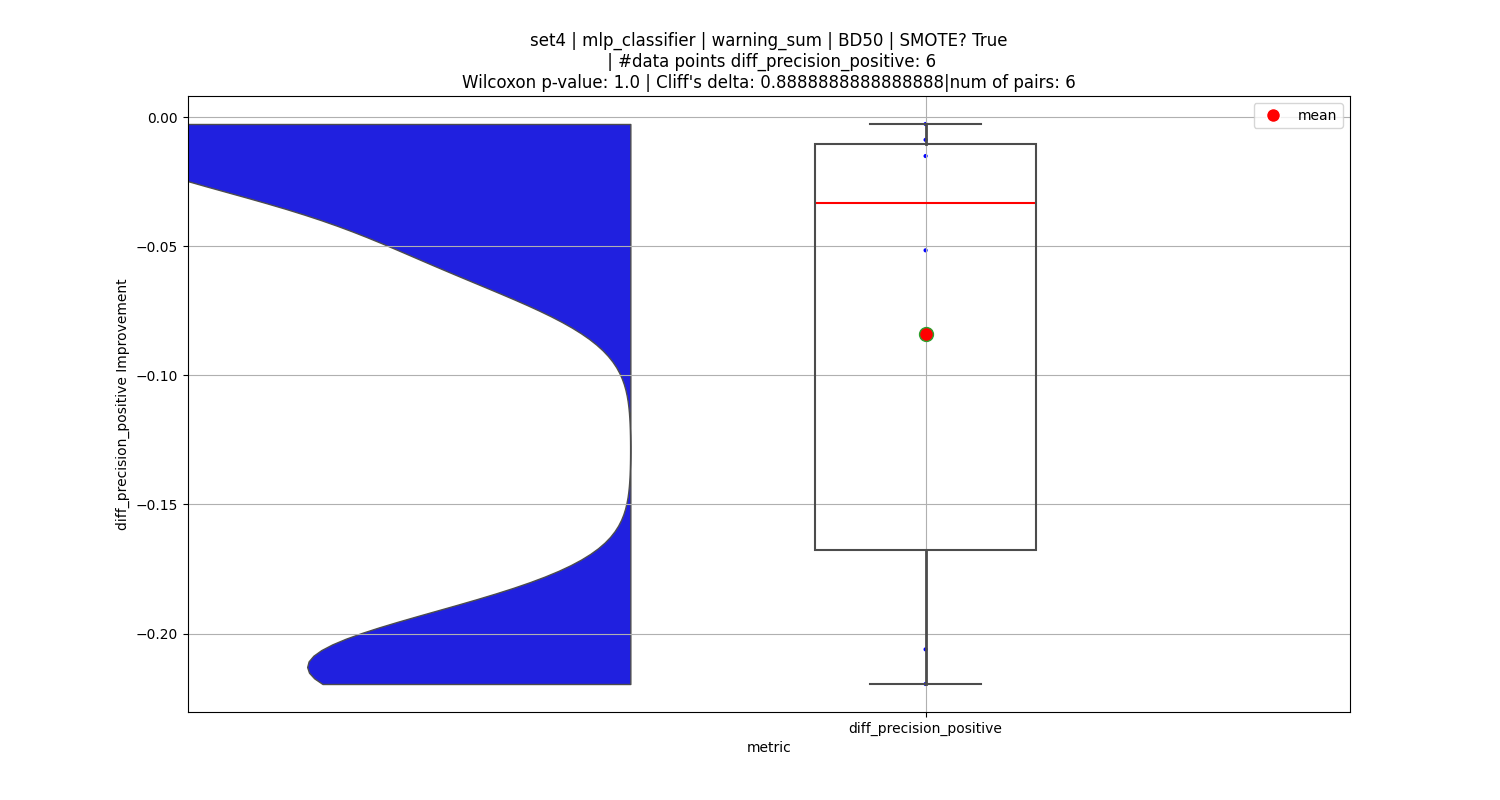 set4 | mlp_classifier | warning_sum | BD50 | SMOTE? True
| #data points diff_precision_positive: 6
Wilcoxon p-value: 1.0 | Cliff's delta: 0.8888888888888888|num of pairs: 6
mean
0.00
−0.05
−0.10
−0.15
−0.20
diff_precision_positive Improvement
diff_precision_positive
metric